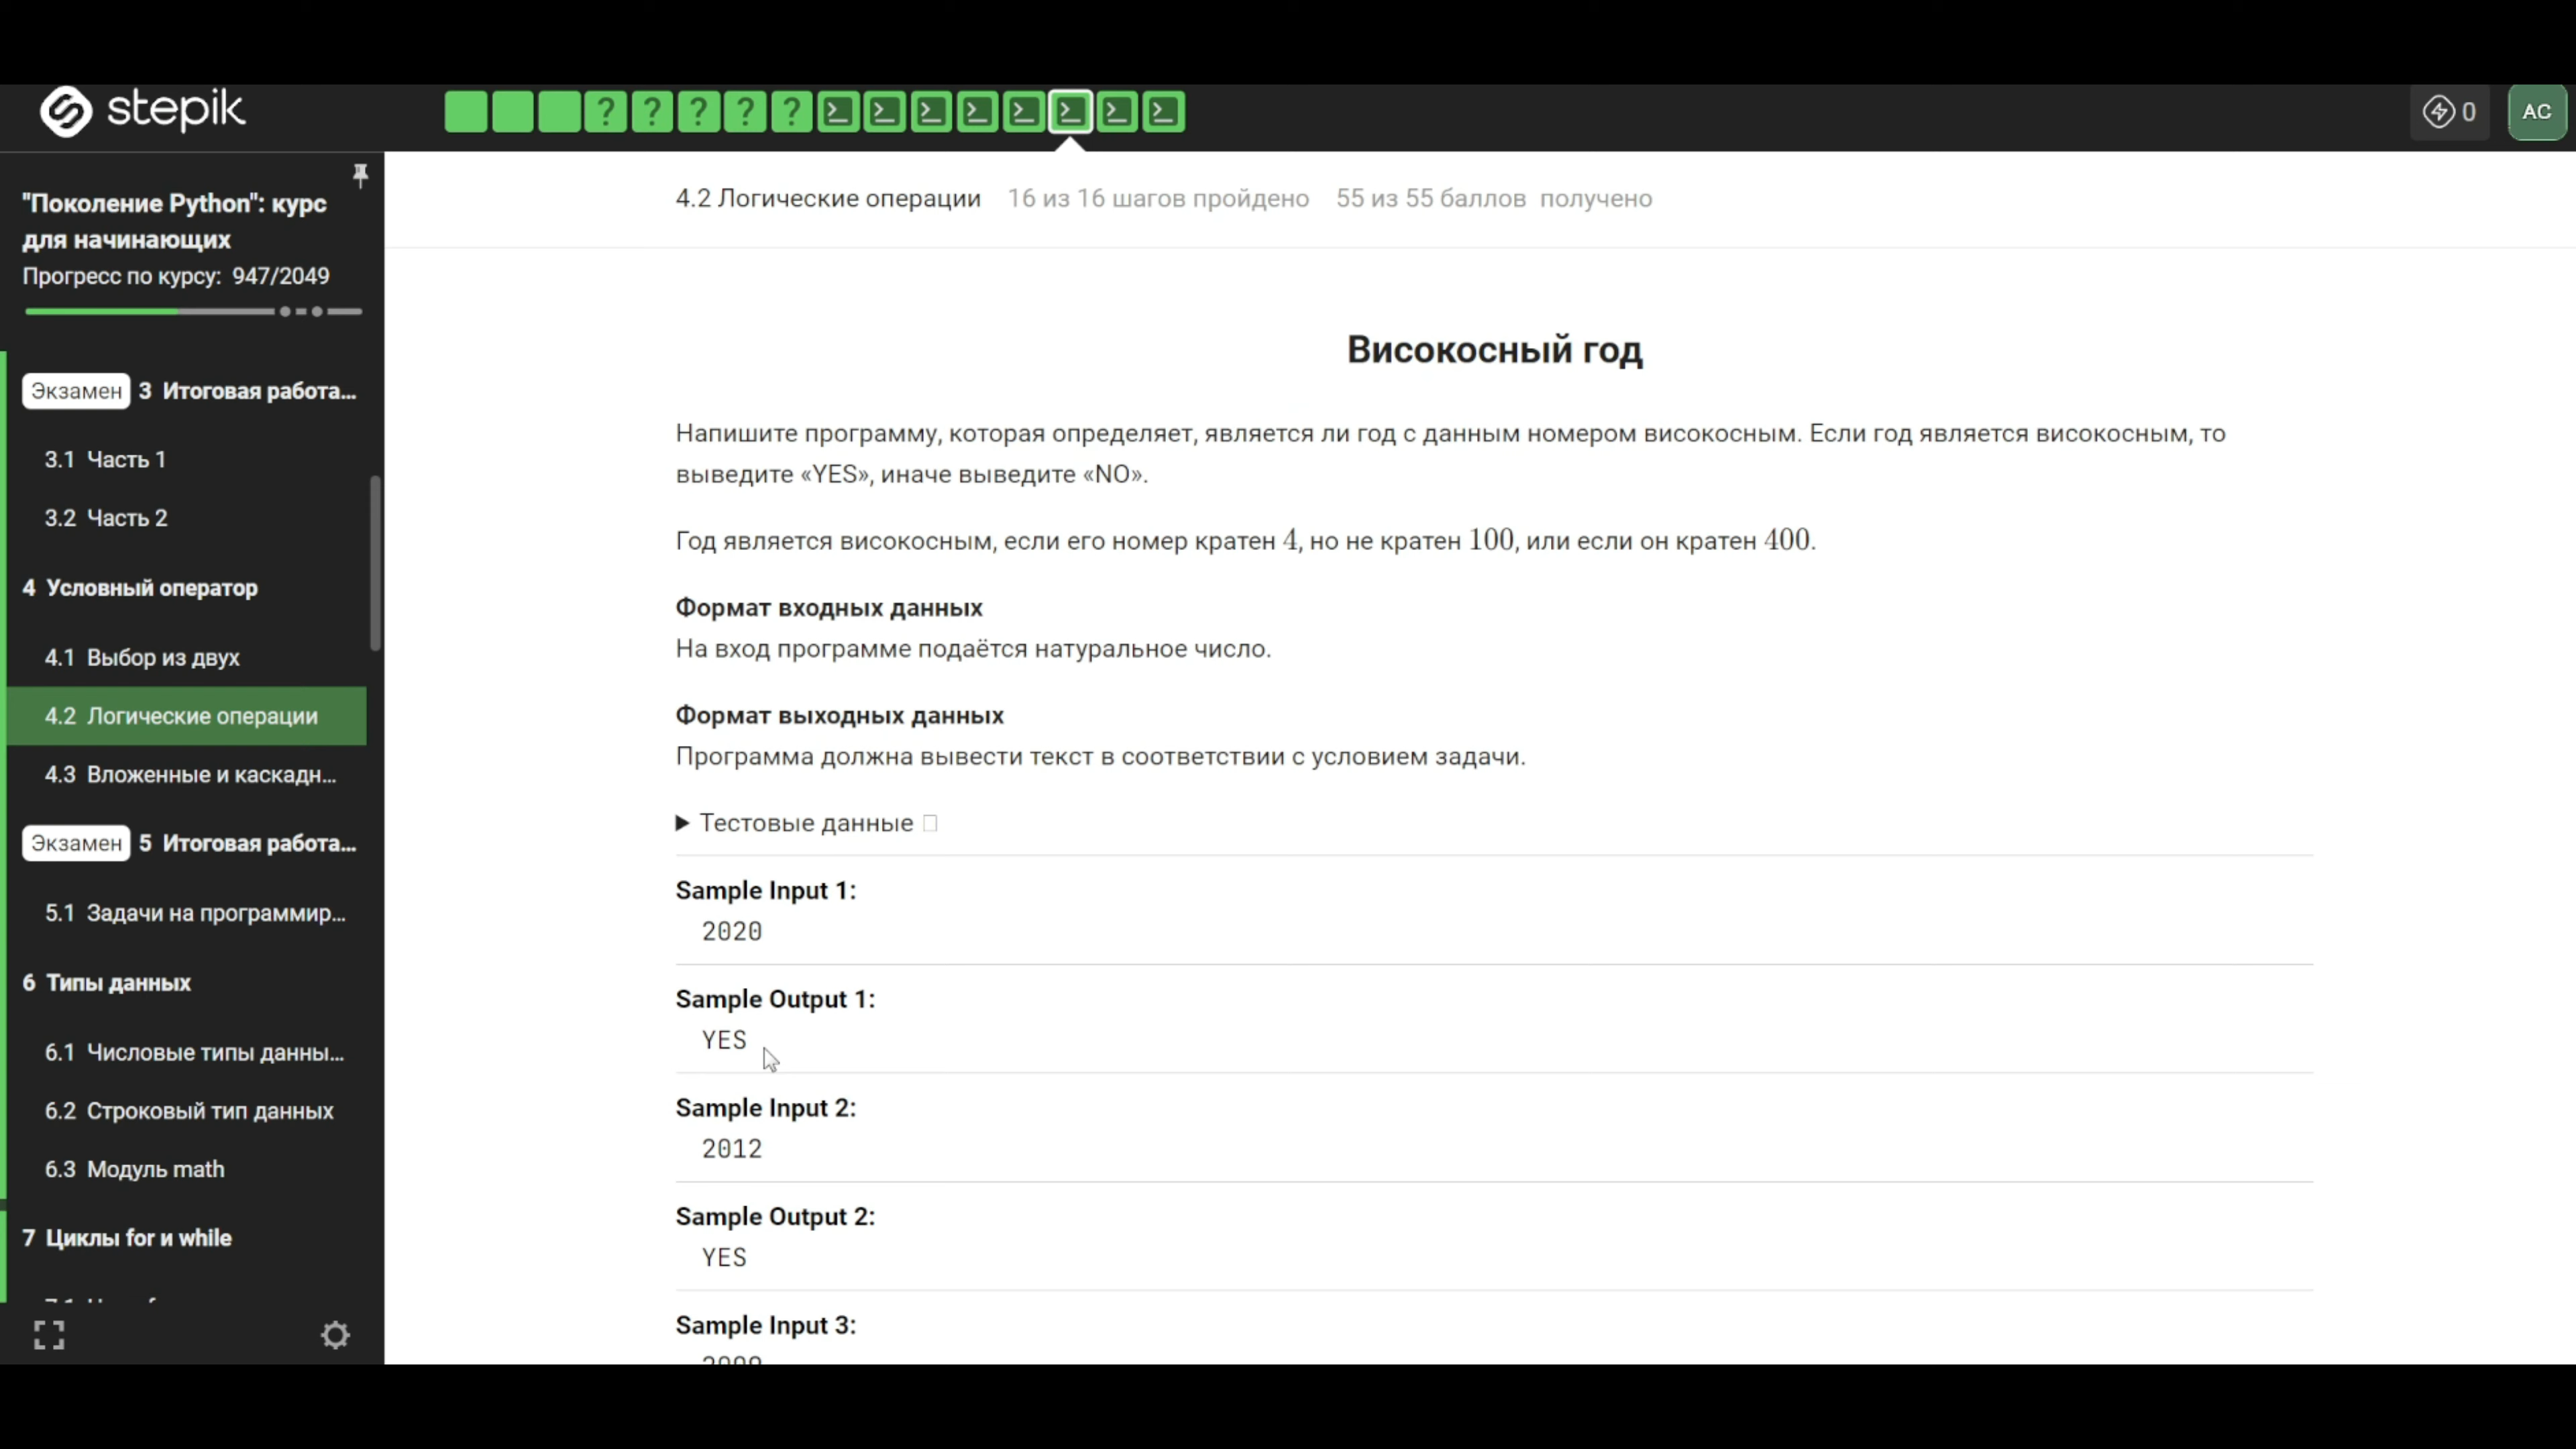 stepik
? ? ? ? ?
0
AC
"Поколение Python": курс
для начинающих
Прогресс по курсу: 947/2049
Экзамен 3 Итоговая работа...
3.1 Часть 1
3.2 Часть 2
4 Условный оператор
4.1 Выбор из двух
4.2 Логические операции
4.3 Вложенные и каскадн...
Экзамен 5 Итоговая работа...
5.1 Задачи на программир...
6 Типы данных
6.1 Числовые типы данны...
6.2 Строковый тип данных
6.3 Модуль math
7 Циклы for и while
4.2 Логические операции 16 из 16 шагов пройдено 55 из 55 баллов получено
Високосный год
Напишите программу, которая определяет, является ли год с данным номером високосным. Если год является високосным, то
выведите «YES», иначе выведите «NO».
Год является високосным, если его номер кратен 4, но не кратен 100, или если он кратен 400.
Формат входных данных
На вход программе подаётся натуральное число.
Формат выходных данных
Программа должна вывести текст в соответствии с условием задачи.
Тестовые данные
Sample Input 1:
2020
Sample Output 1:
YES
Sample Input 2:
2012
Sample Output 2:
YES
Sample Input 3: